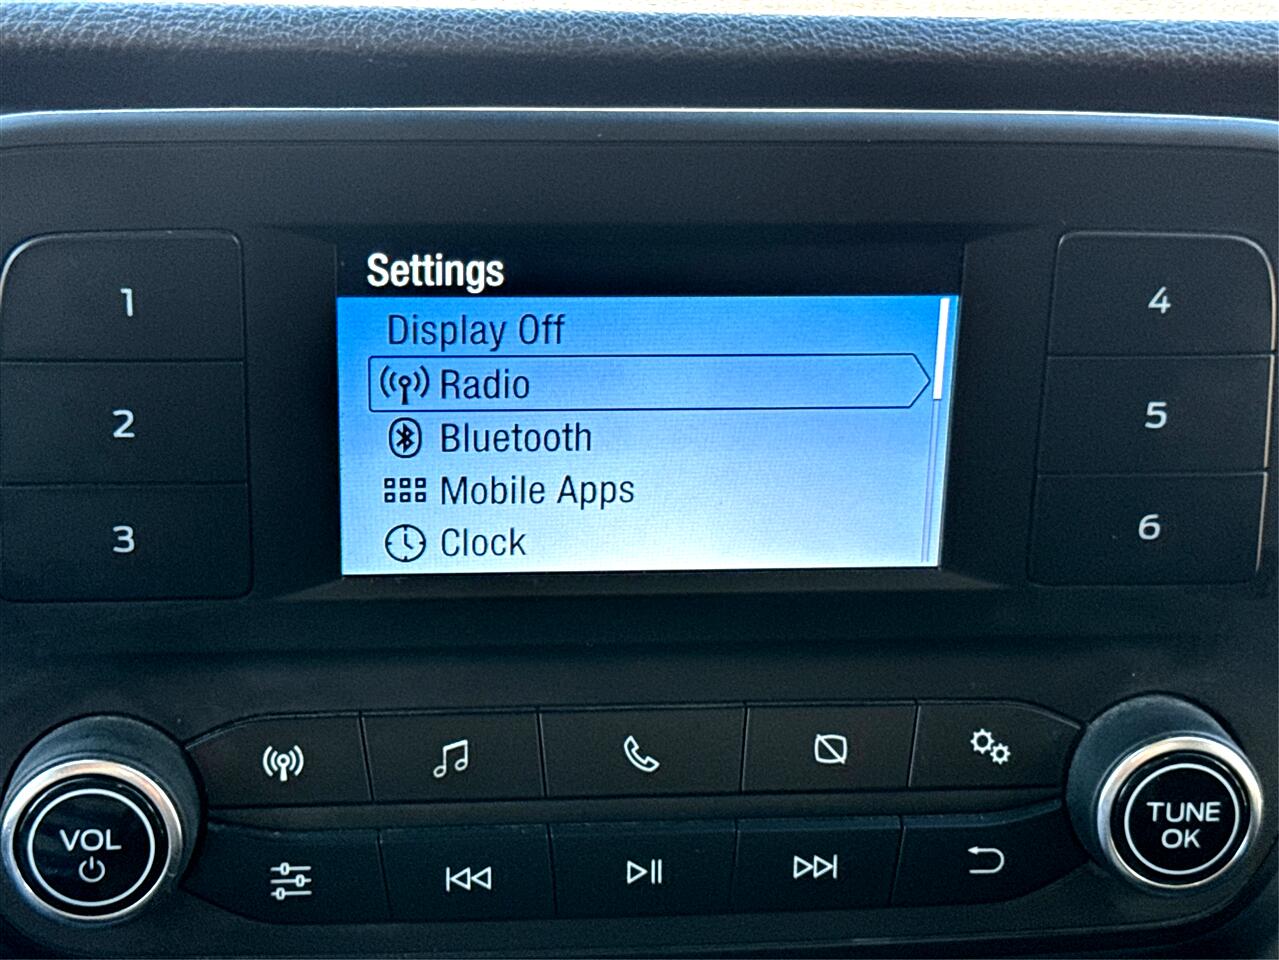 Settings
Display Off
Radio
Bluetooth
Mobile Apps
Clock
1
2
3
4
5
6
VOL
TUNE
OK